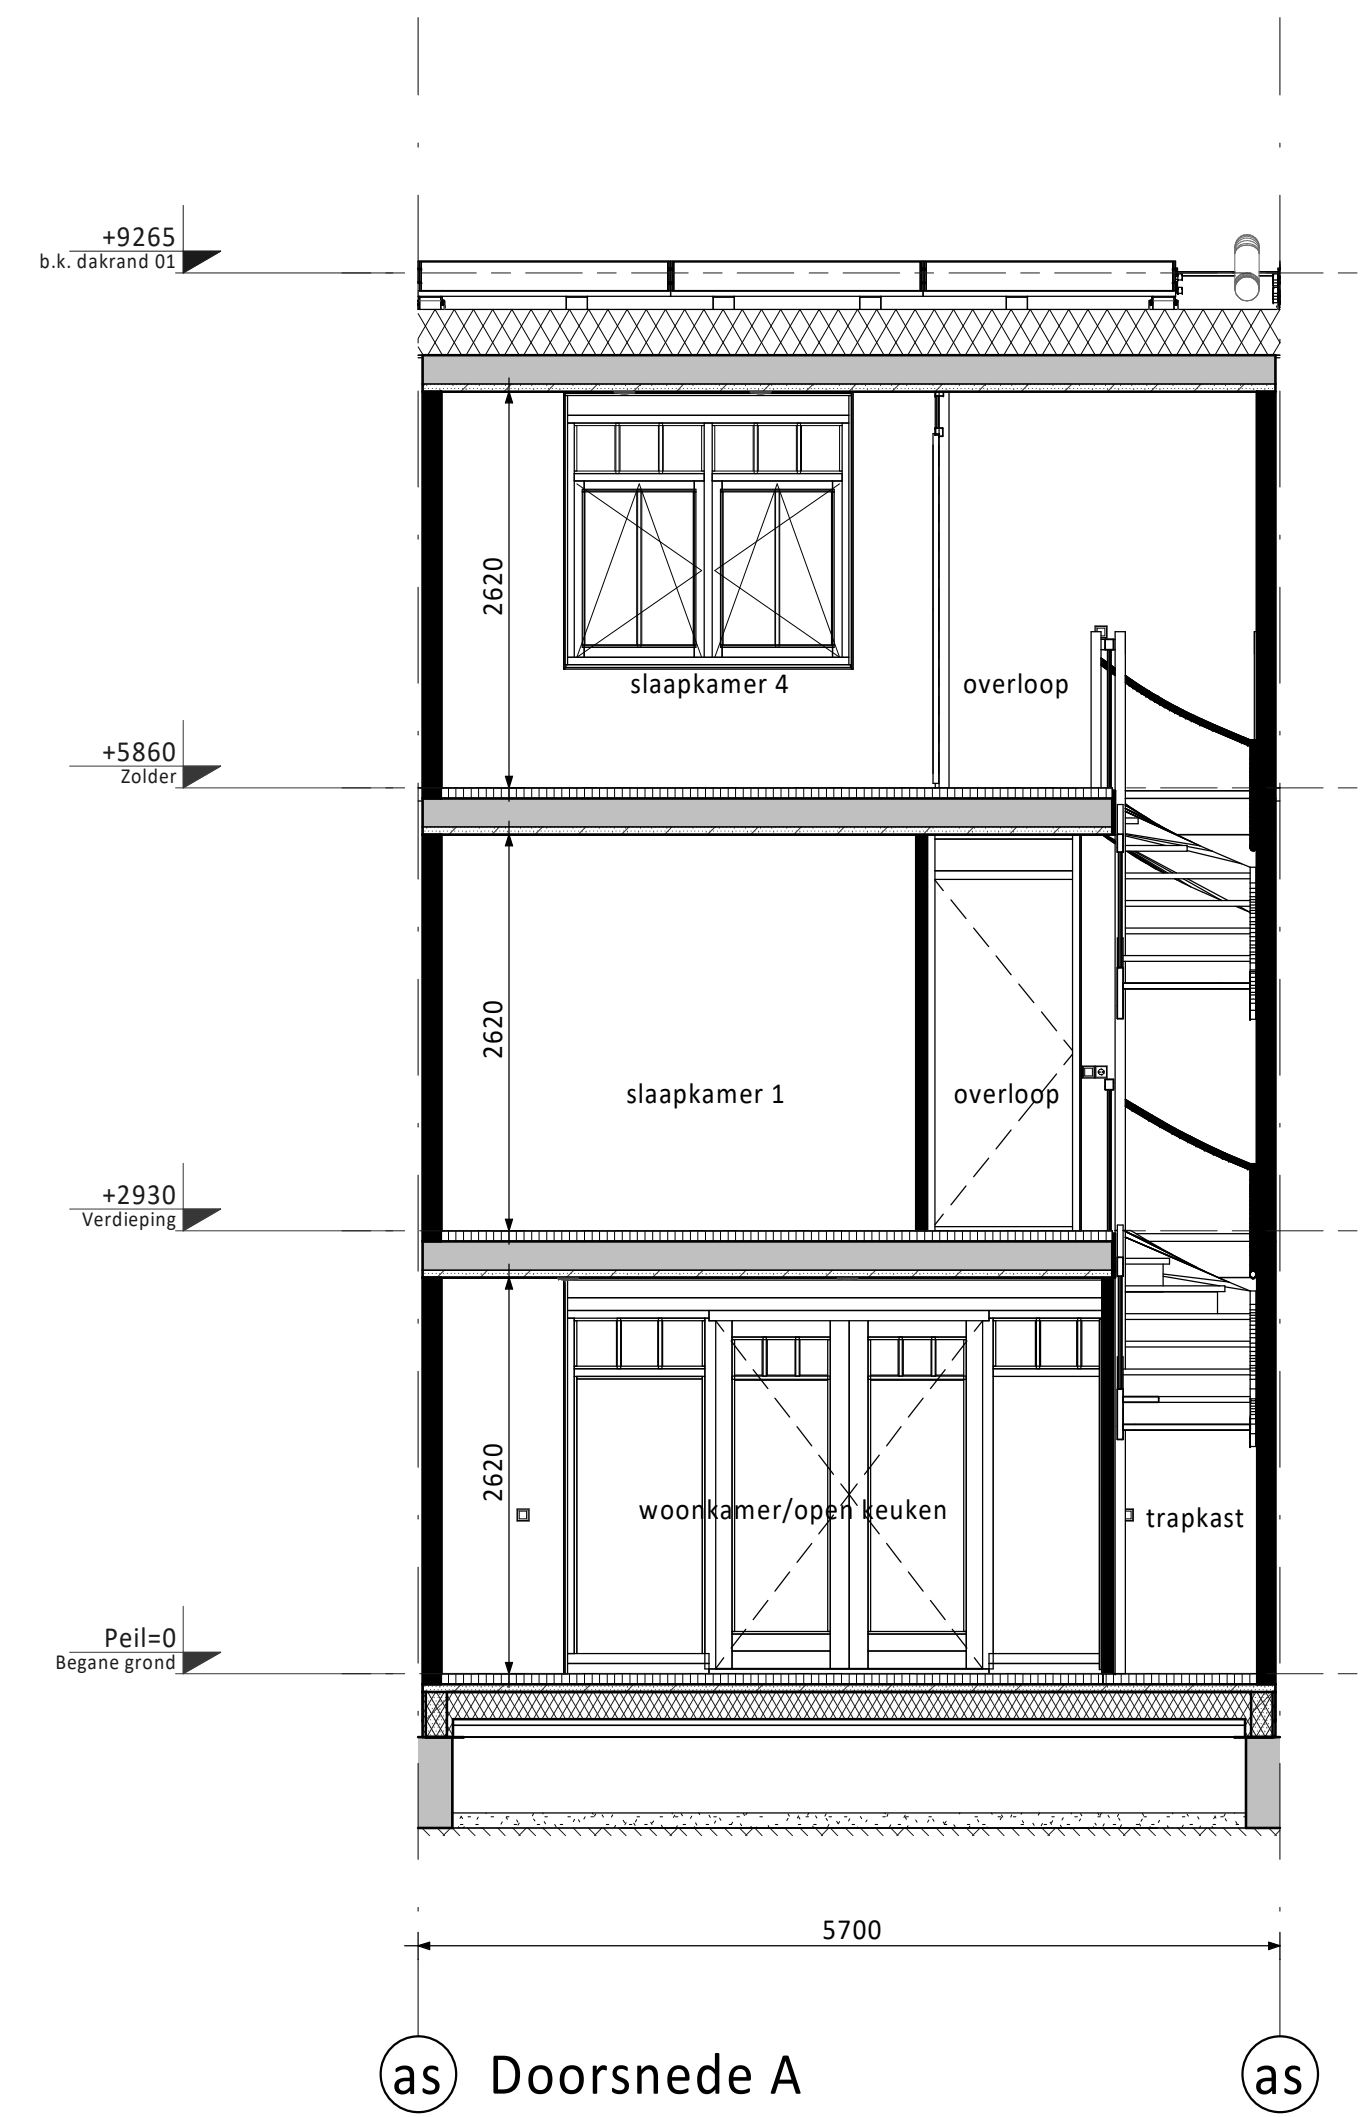 +9265
b.k. dakrand 01
2620
slaapkamer 4
overloop
+5860
Zolder
2620
slaapkamer 1
overloop
+2930
Verdieping
2620
woonkamer/open keuken
trapkast
Peil=0
Begane grond
5700
as
Doorsnede A
as